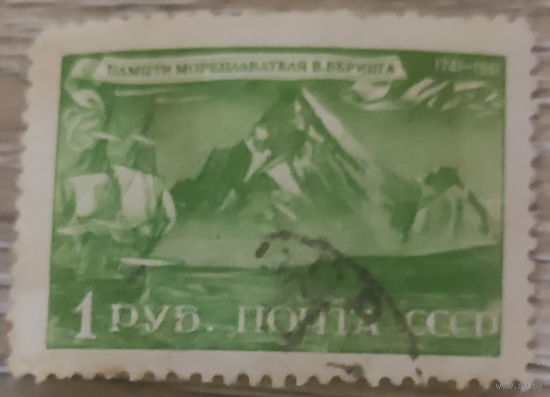 ПАМЯТИ МОРЕПЛАВАТЕЛЯ В. БЕРИНГА
1741-1941
1 РУБ. ПОЧТА СССР